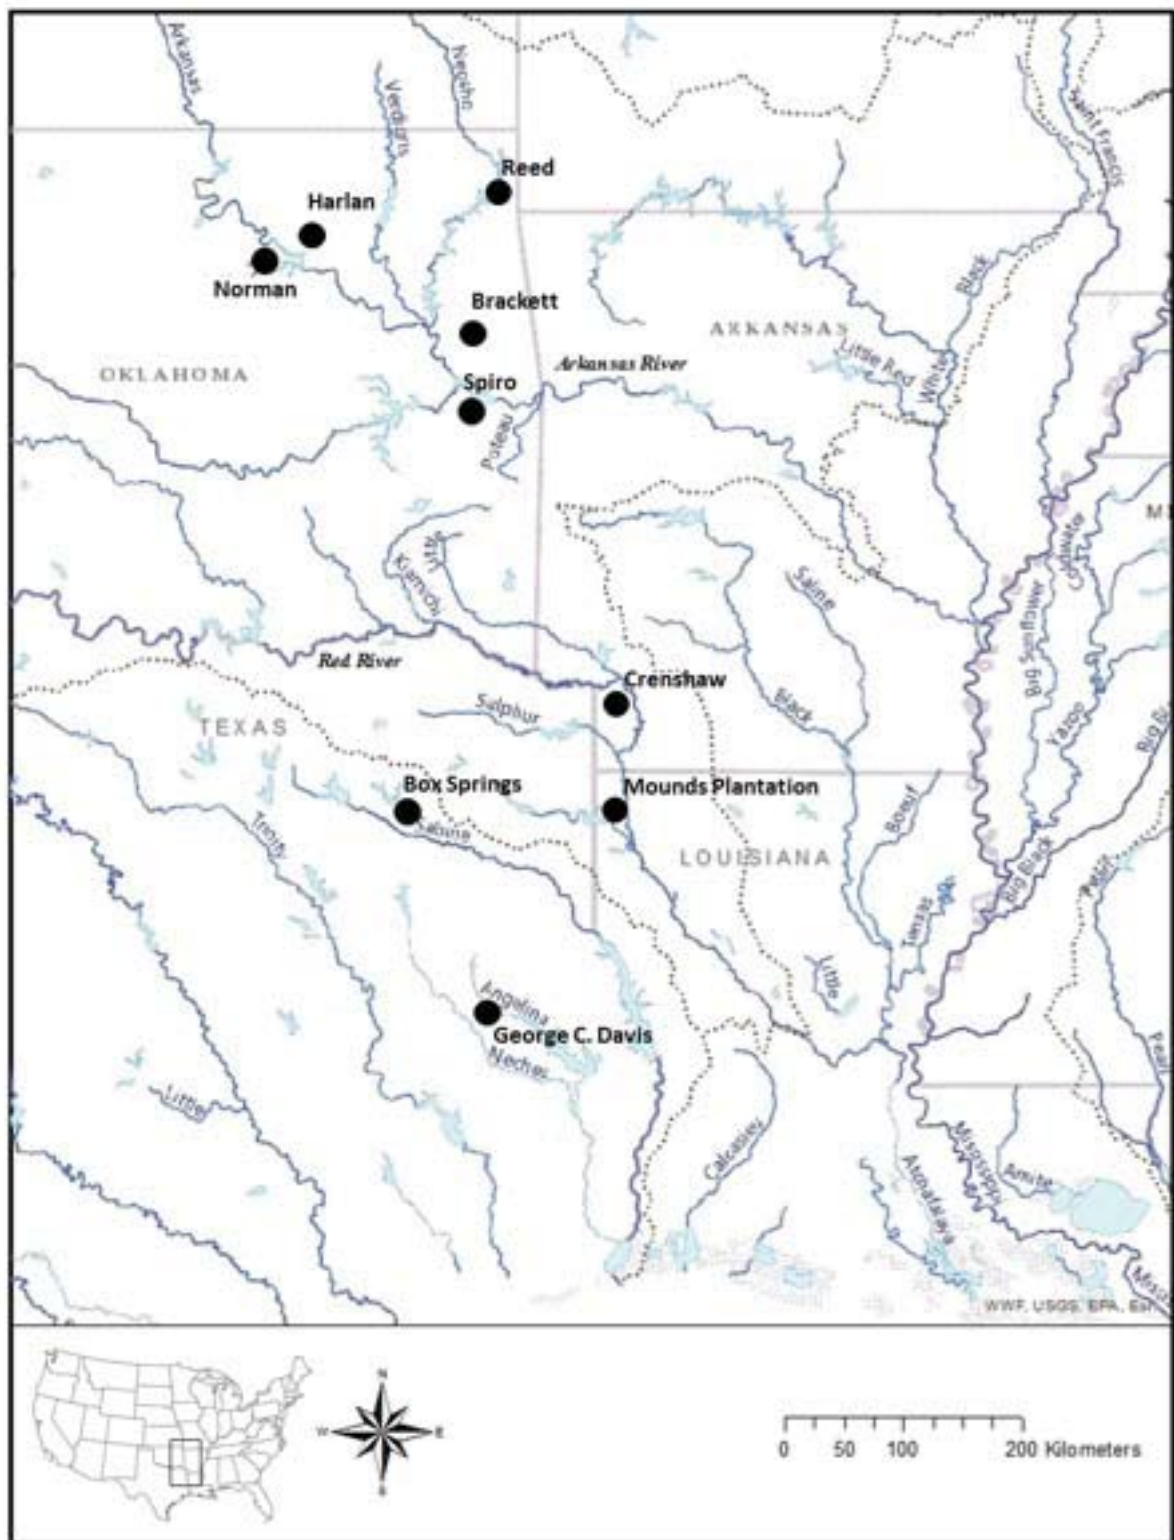 Arkansas
Neosho
Verdigris
Saint Francis
Reed
Harlan
Norman
Black
Brackett
ARKANSAS
OKLAHOMA
Arkansas River
Little Red
White
Spiro
Poteau
Coldwater
Kiamichi
Saline
Big Sunflower
Red River
Crenshaw
Sulphur
Black
Yazoo
TEXAS
Box Springs
Mounds Plantation
Sabine
Trinity
Boeuf
LOUISIANA
Big Black
Tensas
Little
Angelina
George C. Davis
Neches
Pearl
Little
Calcasieu
Mississippi
Amite
Atchafalaya
WWF, USGS, EPA, Esri
N
W
E
S
0 50 100 200 Kilometers